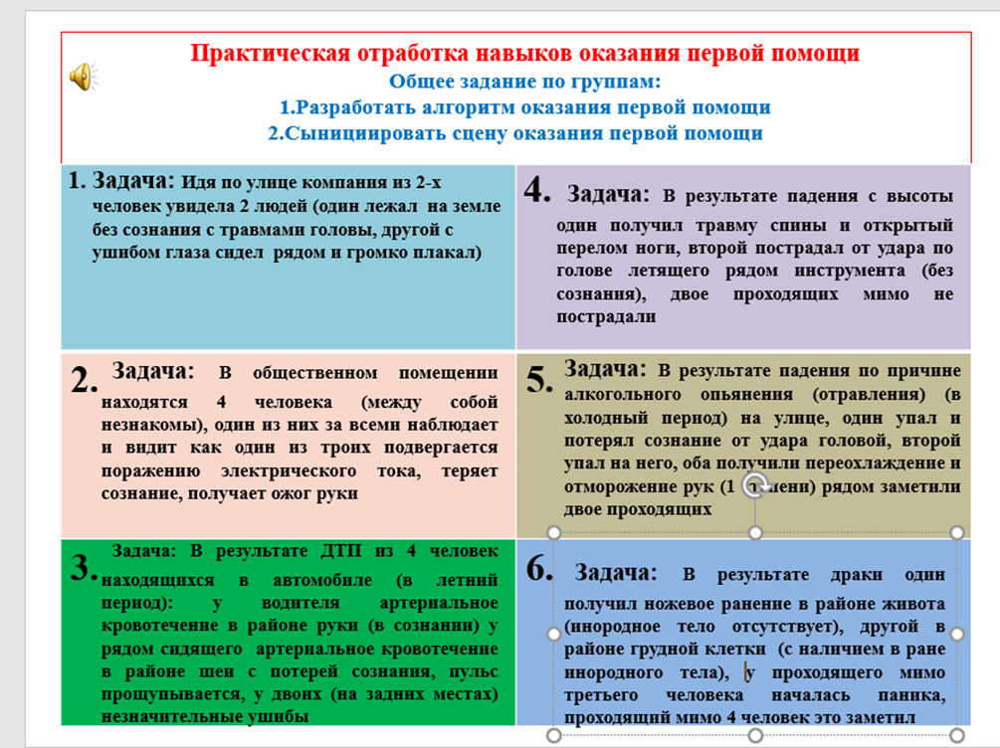 Практическая отработка навыков оказания первой помощи
Общее задание по группам:
1.Разработать алгоритм оказания первой помощи
2.Сынициировать сцену оказания первой помощи
1. Задача: Идя по улице компания из 2-х
человек увидела 2 людей (один лежал на земле
без сознания с травмами головы, другой с
ушибом глаза сидел рядом и громко плакал)
2. Задача: В общественном помещении
находятся 4 человека (между собой
незнакомы), один из них за всеми наблюдает
и видит как один из троих подвергается
поражению электрического тока, теряет
сознание, получает ожог руки
3. Задача: В результате ДТП из 4 человек
находящихся в автомобиле (в летний
период): у водителя артериальное
кровотечение в районе руки (в сознании) у
рядом сидящего артериальное кровотечение
в районе шеи с потерей сознания, пульс
прощупывается, у двоих (на задних местах)
незначительные ушибы
4. Задача: В результате падения с высоты
один получил травму спины и открытый
перелом ноги, второй пострадал от удара по
голове летящего рядом инструмента (без
сознания), двое проходящих мимо не
пострадали
5. Задача: В результате падения по причине
алкогольного опьянения (отравления) (в
холодный период) на улице, один упал и
потерял сознание от удара головой, второй
упал на него, оба получили переохлаждение и
отморожение рук (1 рядом заметили
двое проходящих
6. Задача: В результате драки один
получил ножевое ранение в районе живота
(инородное тело отсутствует), другой в
районе грудной клетки (с наличием в ране
инородного тела), у проходящего мимо
третьего человека началась паника,
проходящий мимо 4 человек это заметил